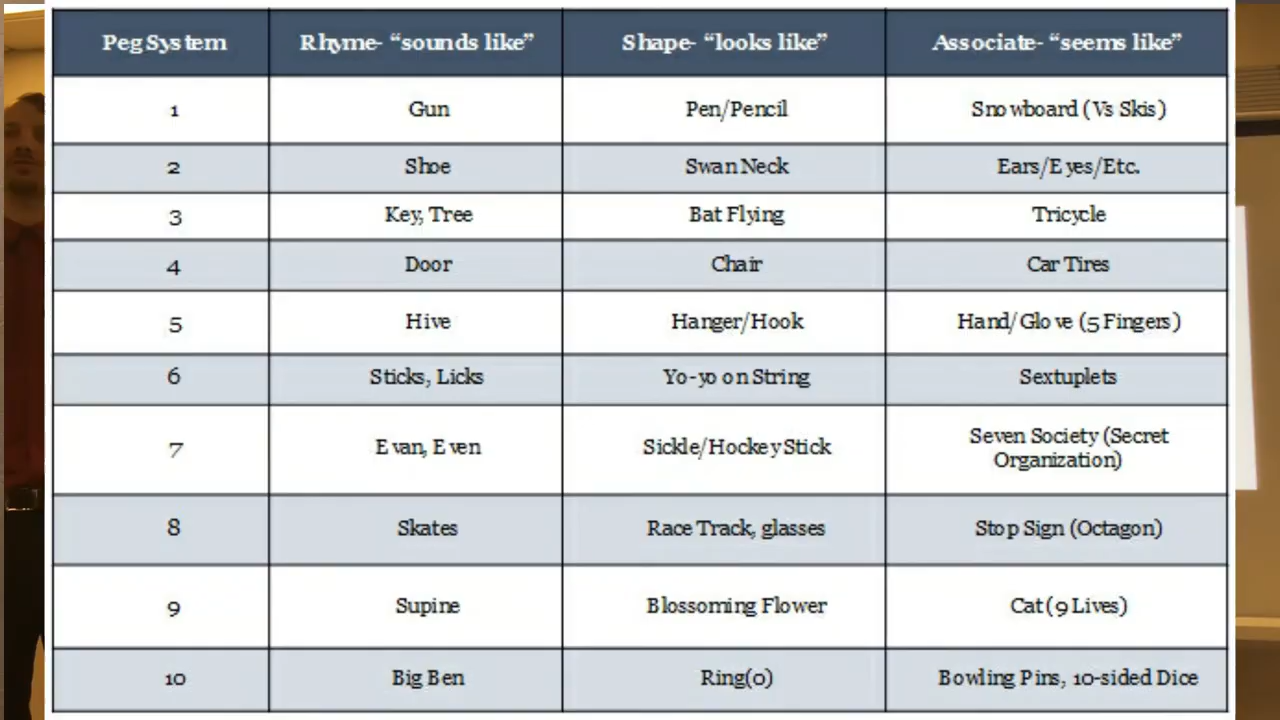 Peg System Rhyme- “sounds like” Shape- “looks like” Associate- “seems like”
1 Gun Pen/Pencil Snowboard (Vs Skis)
2 Shoe Swan Neck Ears/Eyes/Etc.
3 Key, Tree Bat Flying Tricycle
4 Door Chair Car Tires
5 Hive Hanger/Hook Hand/Glove (5 Fingers)
6 Sticks, Licks Yo-yo on String Sextuplets
7 Evan, Even Sickle/Hockey Stick Seven Society (Secret
Organization)
8 Skates Race Track, glasses Stop Sign (Octagon)
9 Supine Blossoming Flower Cat (9 Lives)
10 Big Ben Ring(0) Bowling Pins, 10-sided Dice